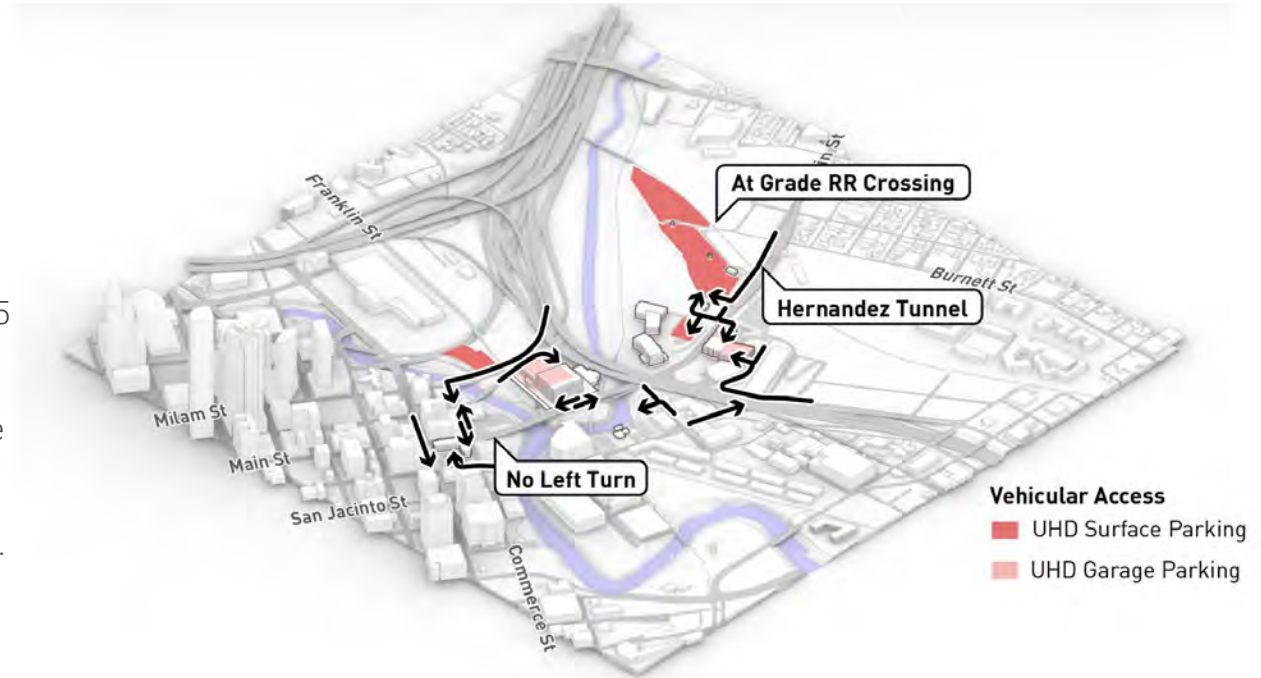 At Grade RR Crossing
Franklin St
Burnett St
Hernandez Tunnel
5
Milam St
Main St
No Left Turn
San Jacinto St
Commerce St
Vehicular Access
UHD Surface Parking
UHD Garage Parking